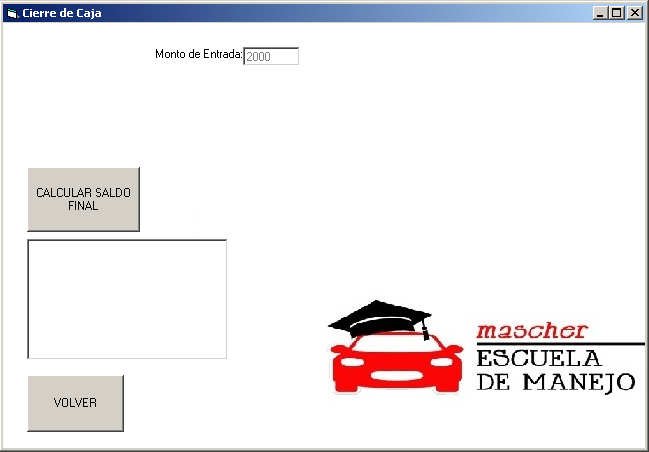 Cierre de Caja
Monto de Entrada:
2000
CALCULAR SALDO
FINAL
mascher
ESCUELA
DE MANEJO
VOLVER